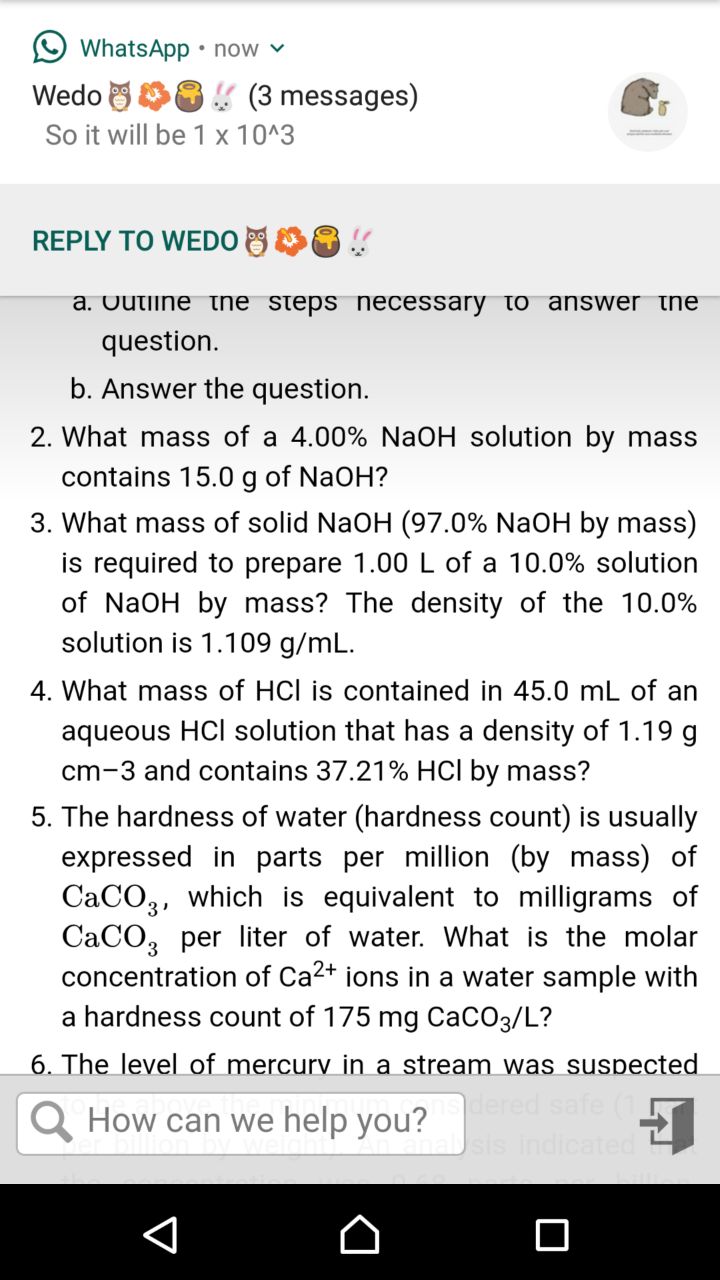 WhatsApp • now
Wedo🦉🌺🍯🐰 (3 messages)
So it will be 1 x 10^3
REPLY TO WEDO🦉🌺🍯🐰
a. Outline the steps necessary to answer the
question.
b. Answer the question.
2. What mass of a 4.00% NaOH solution by mass
contains 15.0 g of NaOH?
3. What mass of solid NaOH (97.0% NaOH by mass)
is required to prepare 1.00 L of a 10.0% solution
of NaOH by mass? The density of the 10.0%
solution is 1.109 g/mL.
4. What mass of HCl is contained in 45.0 mL of an
aqueous HCl solution that has a density of 1.19 g
cm−3 and contains 37.21% HCl by mass?
5. The hardness of water (hardness count) is usually
expressed in parts per million (by mass) of
CaCO₃, which is equivalent to milligrams of
CaCO₃ per liter of water. What is the molar
concentration of Ca²⁺ ions in a water sample with
a hardness count of 175 mg CaCO₃/L?
6. The level of mercury in a stream was suspected
to be above the minimum considered safe (1 part
per billion by weight). An analysis indicated that
How can we help you?